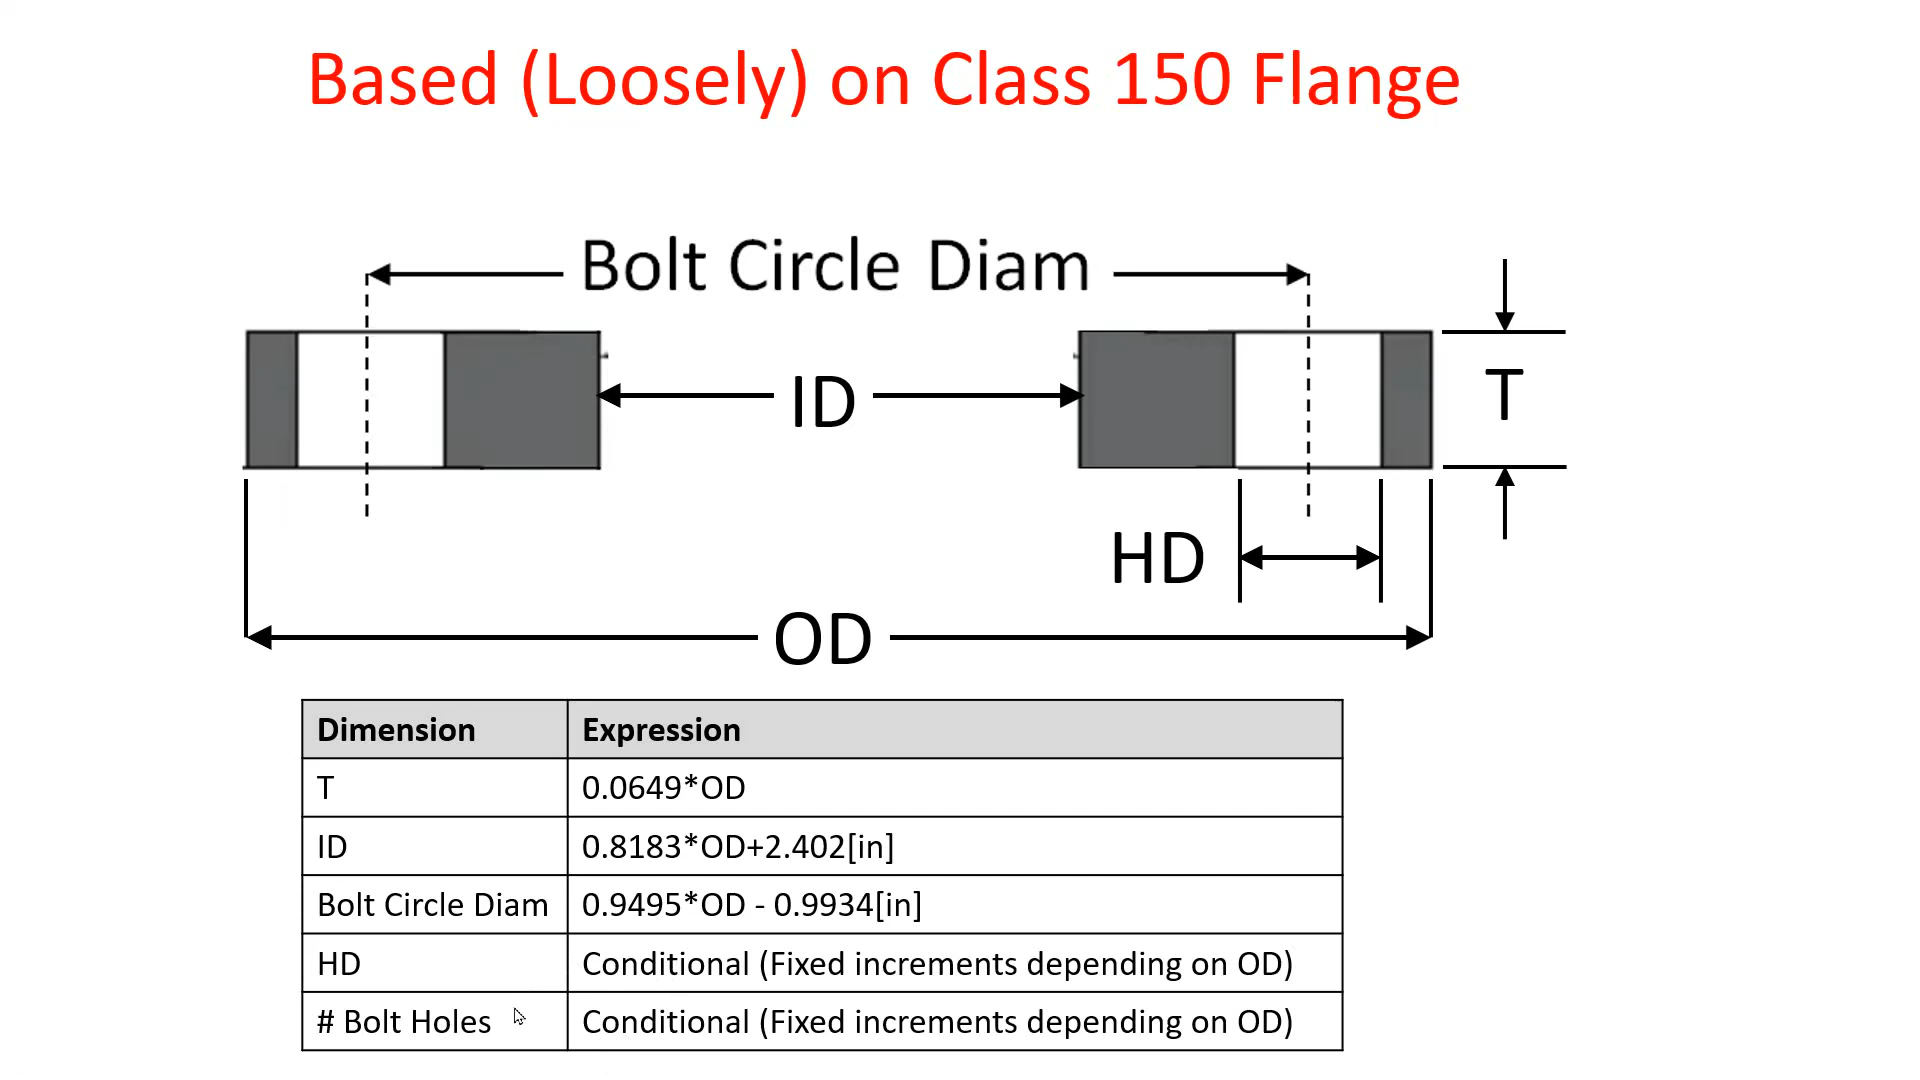 Based (Loosely) on Class 150 Flange
Bolt Circle Diam
ID
T
HD
OD
Dimension Expression
T 0.0649*OD
ID 0.8183*OD+2.402[in]
Bolt Circle Diam 0.9495*OD - 0.9934[in]
HD Conditional (Fixed increments depending on OD)
# Bolt Holes Conditional (Fixed increments depending on OD)